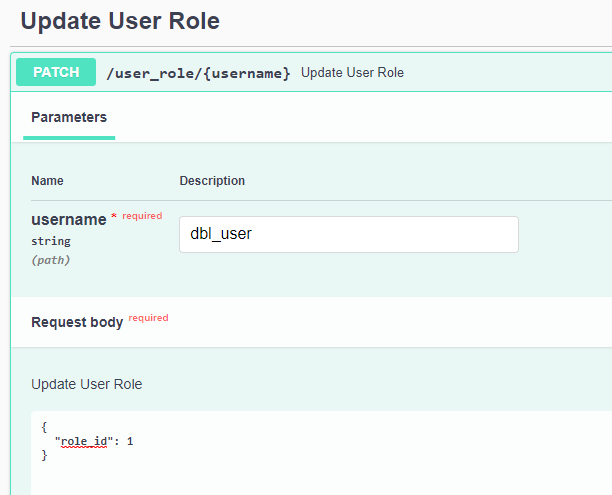 Update User Role
PATCH /user_role/{username} Update User Role
Parameters
Name Description
username * required
string
(path)
dbl_user
Request body required
Update User Role
{
"role_id": 1
}